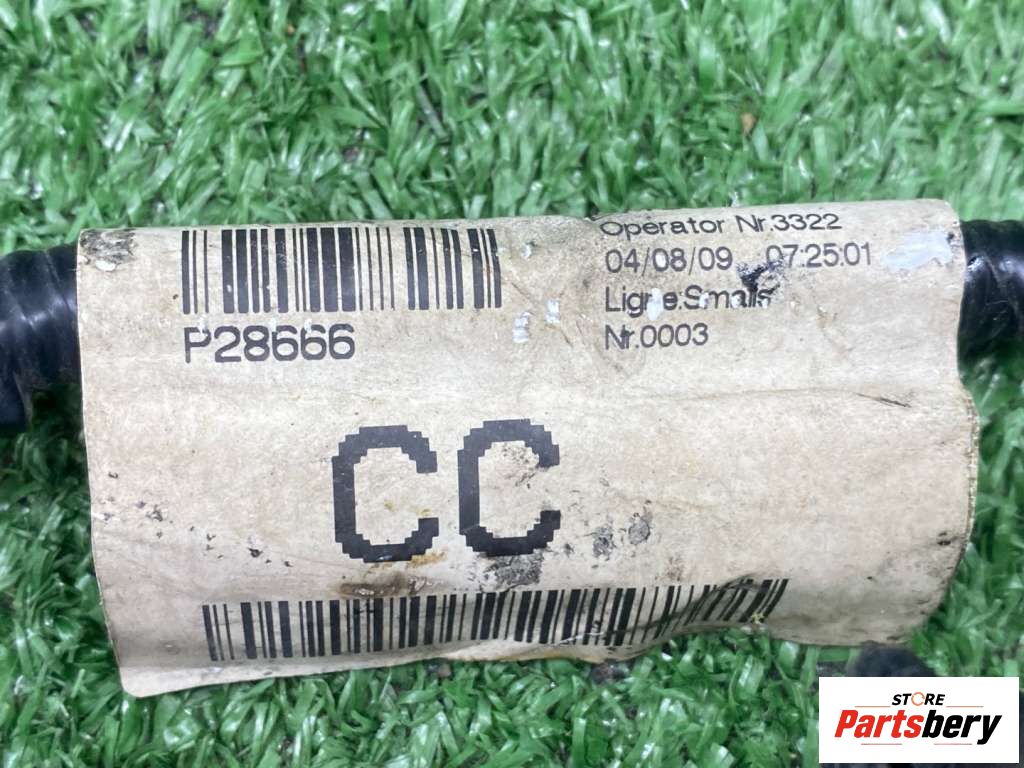 P28666
Operator Nr.3322
04/08/09 07:25:01
Ligne:Smalls
Nr.0003
CC
STORE
Partsbery